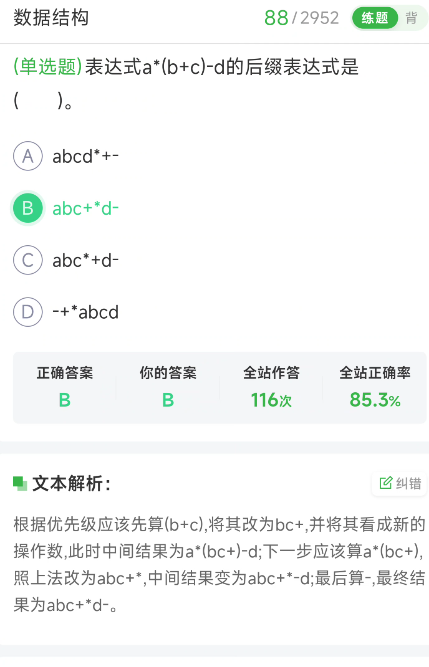 数据结构
88/2952 练题 背
(单选题)表达式a*(b+c)-d的后缀表达式是
(　　)。
A abcd*+-
B abc+*d-
C abc*+d-
D -+*abcd
正确答案 你的答案 全站作答 全站正确率
B B 116次 85.3%
文本解析: 纠错
根据优先级应该先算(b+c),将其改为bc+,并将其看成新的
操作数,此时中间结果为a*(bc+)-d;下一步应该算a*(bc+),
照上法改为abc+*,中间结果变为abc+*-d;最后算-,最终结
果为abc+*d-。